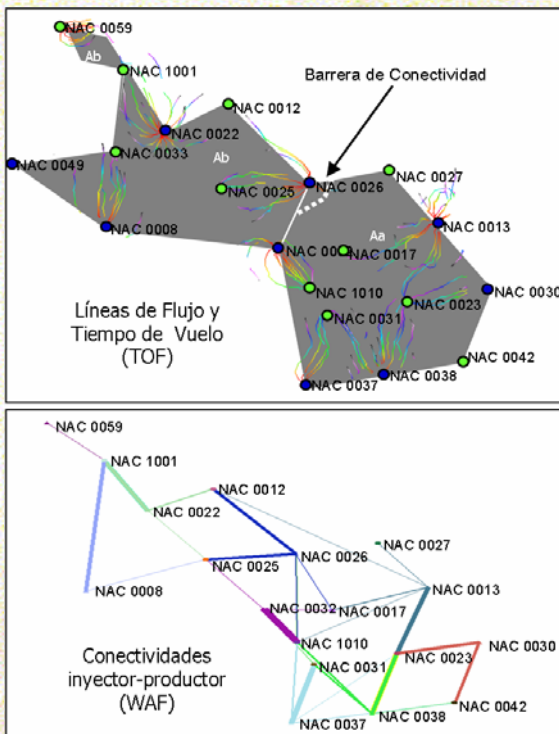 NAC 0059
Ab
NAC 1001
NAC 0012
Barrera de Conectividad
NAC 0022
NAC 0033
NAC 0049
Ab
NAC 0025
NAC 0026
NAC 0027
NAC 0013
NAC 0008
Aa
NAC 0017
NAC 0030
NAC 1010
NAC 0023
NAC 0031
Líneas de Flujo y
Tiempo de Vuelo
(TOF)
NAC 0042
NAC 0038
NAC 0037
NAC 0059
NAC 1001
NAC 0012
NAC 0022
NAC 0026
NAC 0027
NAC 0025
NAC 0013
NAC 0008
NAC 0032
NAC 0017
NAC 1010
NAC 0030
NAC 0023
NAC 0031
Conectividades
inyector-productor
(WAF)
NAC 0042
NAC 0038
NAC 0037